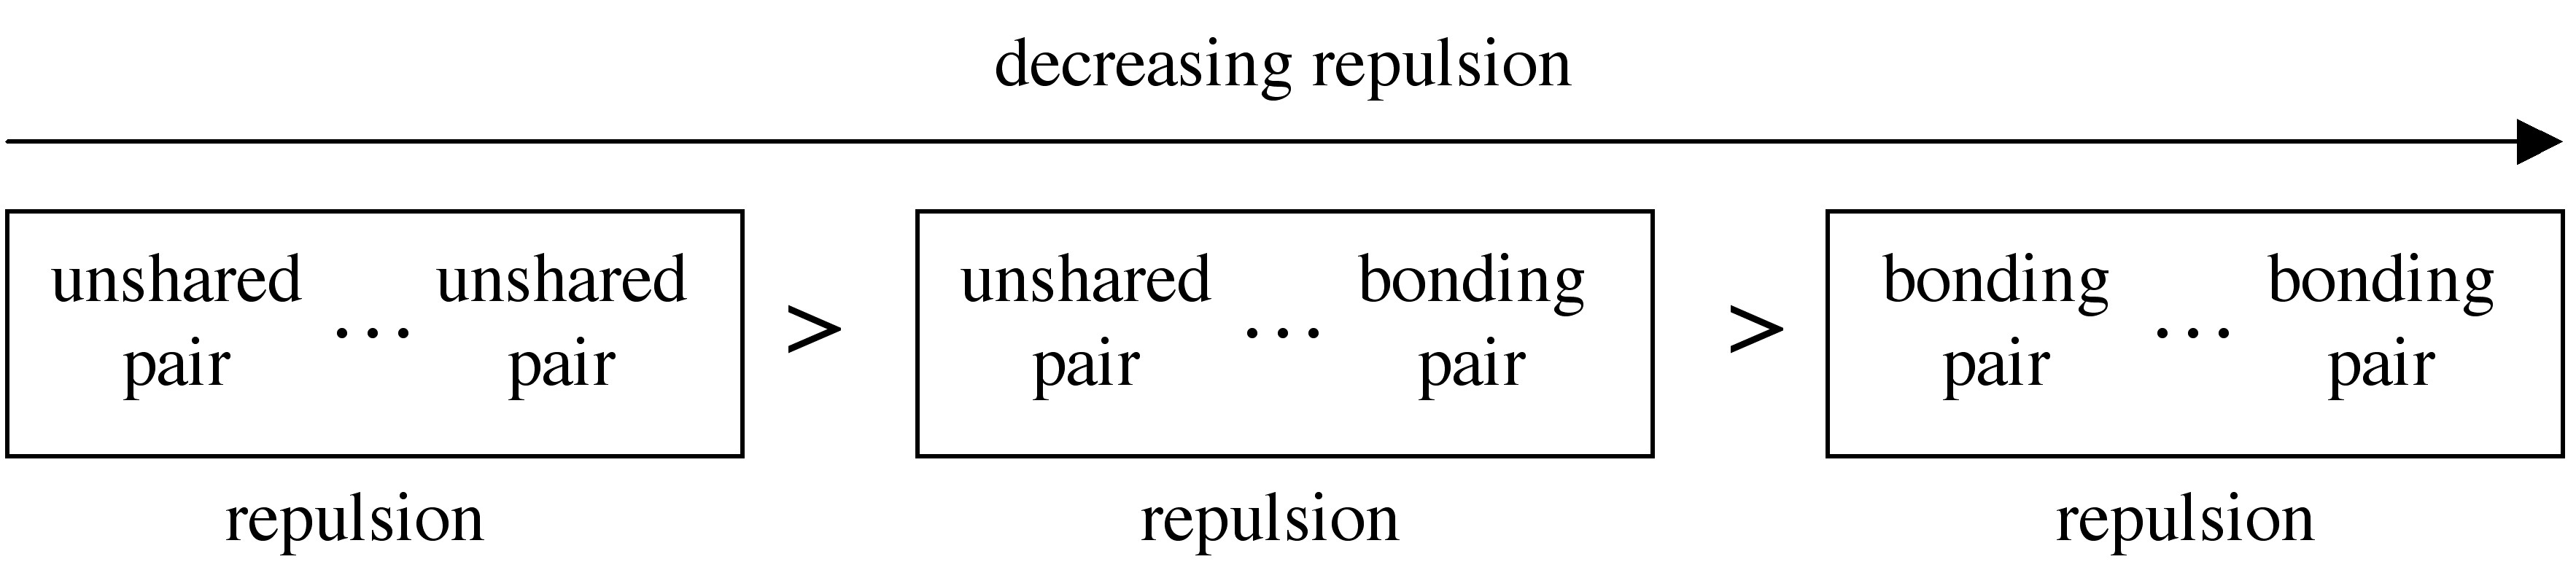 decreasing repulsion
unshared ... unshared > unshared ... bonding > bonding ... bonding
pair pair pair pair pair pair
repulsion repulsion repulsion